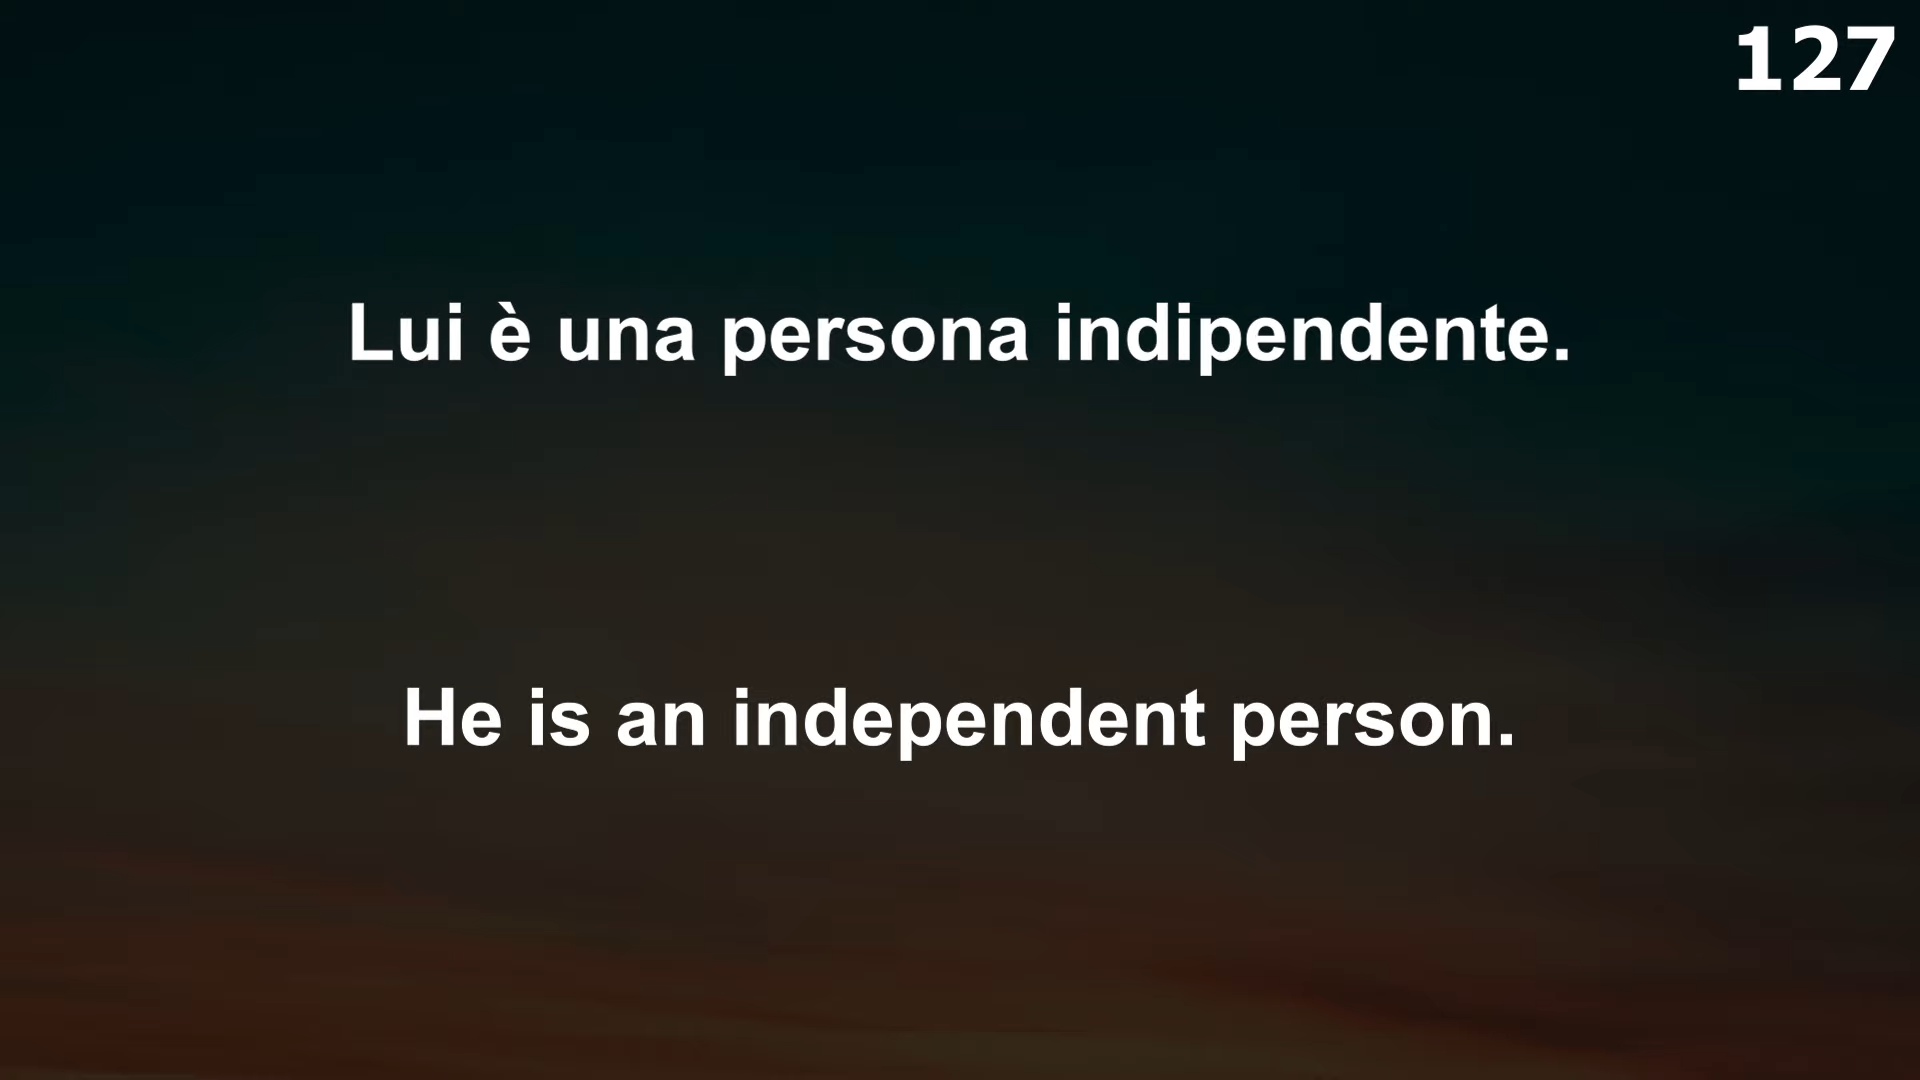 127
Lui è una persona indipendente.
He is an independent person.